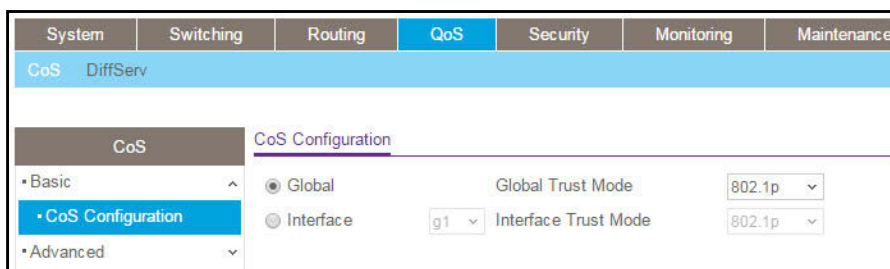 System Switching Routing QoS Security Monitoring Maintenance
CoS DiffServ
CoS
CoS Configuration
Basic
Global Global Trust Mode 802.1p
CoS Configuration
Interface g1 Interface Trust Mode 802.1p
Advanced